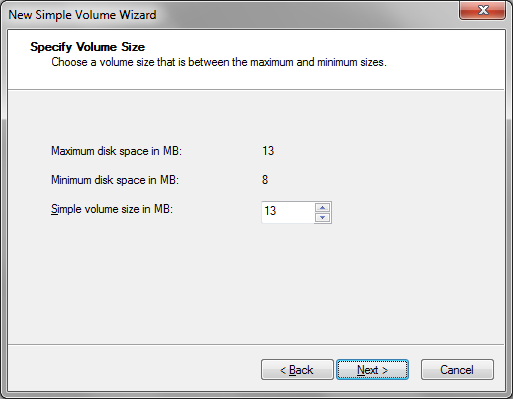 New Simple Volume Wizard
Specify Volume Size
Choose a volume size that is between the maximum and minimum sizes.
Maximum disk space in MB: 13
Minimum disk space in MB: 8
Simple volume size in MB: 13
< Back Next > Cancel